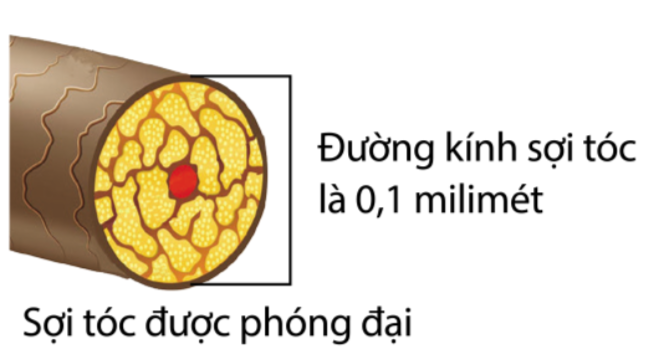 Đường kính sợi tóc
là 0,1 milimét
Sợi tóc được phóng đại